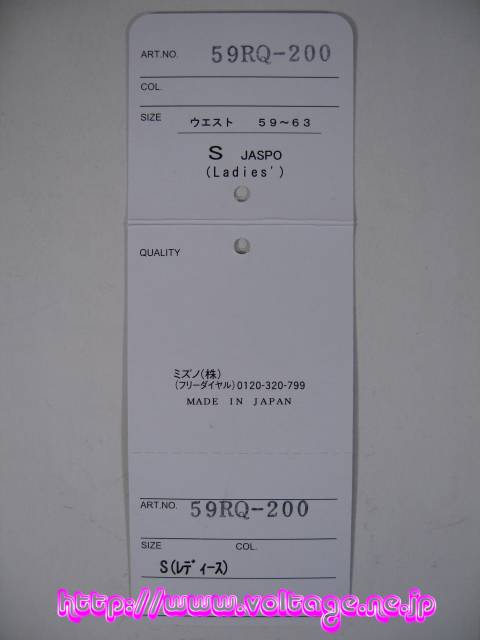 ART.NO. 59RQ-200
COL.
SIZE ウエスト 59~63
S JASPO
(Ladies')
QUALITY
ミズノ(株)
(フリーダイヤル)0120-320-799
MADE IN JAPAN
ART.NO. 59RQ-200
SIZE COL.
S(ﾚﾃﾞｨｰｽ)
http://www.voltage.ne.jp